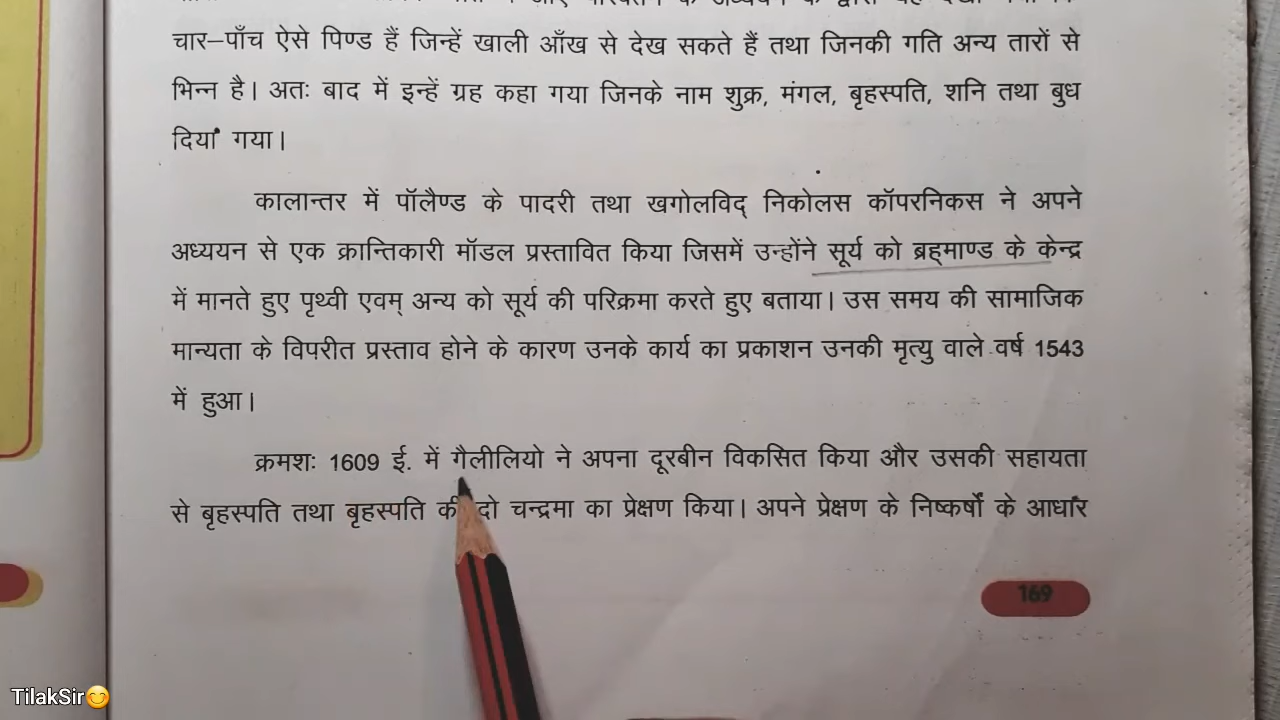 चार–पाँच ऐसे पिण्ड हैं जिन्हें खाली आँख से देख सकते हैं तथा जिनकी गति अन्य तारों से
भिन्न है। अतः बाद में इन्हें ग्रह कहा गया जिनके नाम शुक्र, मंगल, बृहस्पति, शनि तथा बुध
दिया गया।
कालान्तर में पॉलैण्ड के पादरी तथा खगोलविद् निकोलस कॉपरनिकस ने अपने
अध्ययन से एक क्रान्तिकारी मॉडल प्रस्तावित किया जिसमें उन्होंने सूर्य को ब्रह्माण्ड के केन्द्र
में मानते हुए पृथ्वी एवम् अन्य को सूर्य की परिक्रमा करते हुए बताया। उस समय की सामाजिक
मान्यता के विपरीत प्रस्ताव होने के कारण उनके कार्य का प्रकाशन उनकी मृत्यु वाले वर्ष 1543
में हुआ।
क्रमशः 1609 ई. में गैलीलियो ने अपना दूरबीन विकसित किया और उसकी सहायता
से बृहस्पति तथा बृहस्पति की दो चन्द्रमा का प्रेक्षण किया। अपने प्रेक्षण के निष्कर्षों के आधार
169
TilakSir😊